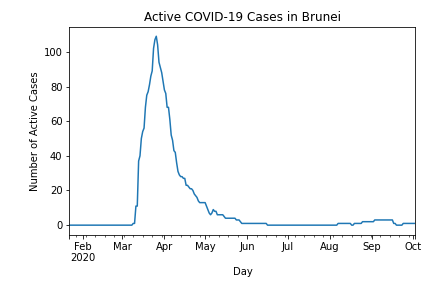 Active COVID-19 Cases in Brunei
Number of Active Cases
100
80
60
40
20
0
Feb Mar Apr May Jun Jul Aug Sep Oct
2020
Day